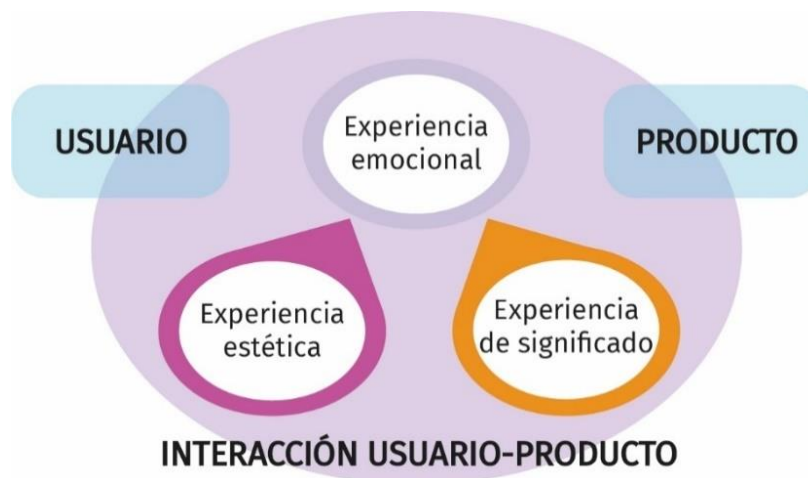 Experiencia
emocional
USUARIO
PRODUCTO
Experiencia
estética
Experiencia
de significado
INTERACCIÓN USUARIO-PRODUCTO